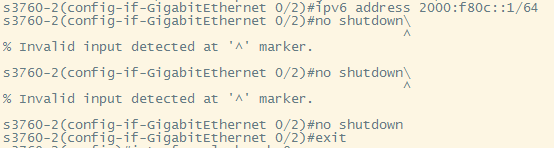 s3760-2(config-if-GigabitEthernet 0/2)#ipv6 address 2000:f80c::1/64
s3760-2(config-if-GigabitEthernet 0/2)#no shutdown\
^
% Invalid input detected at '^' marker.
s3760-2(config-if-GigabitEthernet 0/2)#no shutdown\
^
% Invalid input detected at '^' marker.
s3760-2(config-if-GigabitEthernet 0/2)#no shutdown
s3760-2(config-if-GigabitEthernet 0/2)#exit